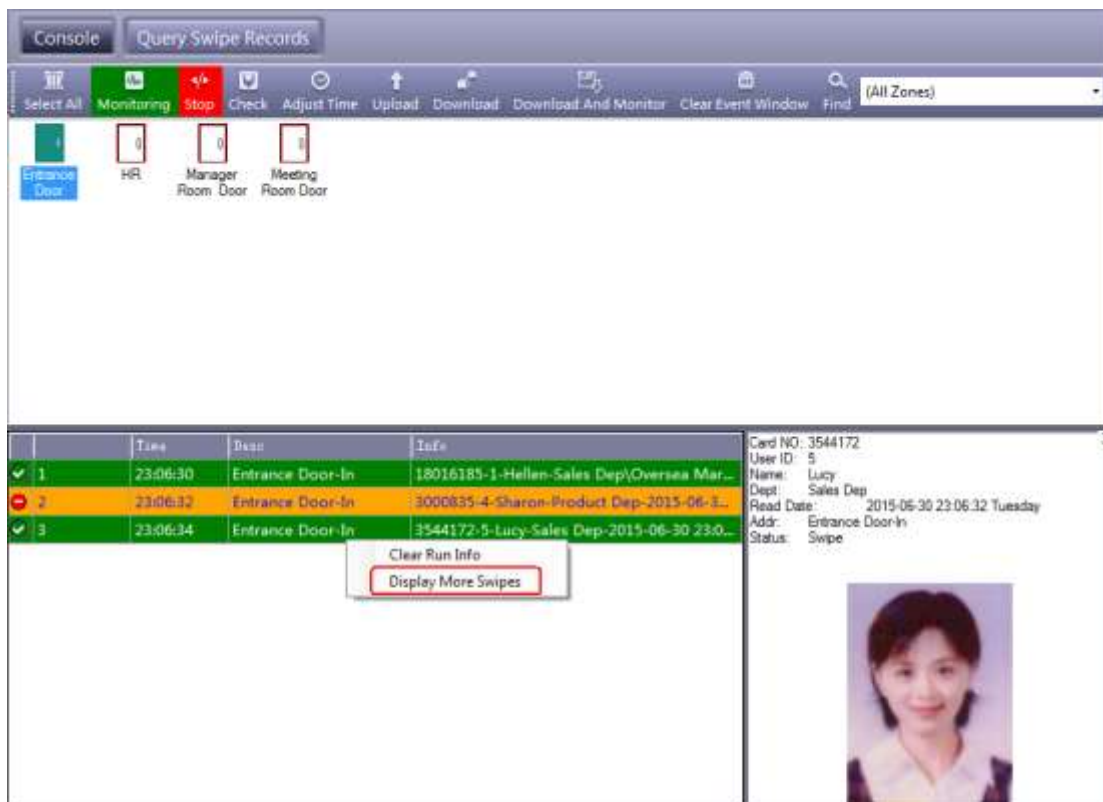 Console Query Swipe Records
Select All Monitoring Stop Check Adjust Time Upload Download Download And Monitor Clear Event Window Find (All Zones)
Entrance Door
HR
Manager Room Door
Meeting Room Door
Time Desc Info
1 23:06:30 Entrance Door-In 18016185-1-Hellen-Sales Dep\Oversea Mar...
2 23:06:32 Entrance Door-In 3000835-4-Sharon-Product Dep-2015-06-3...
3 23:06:34 Entrance Door-In 3544172-5-Lucy-Sales Dep-2015-06-30 23:0...
Clear Run Info
Display More Swipes
Card NO: 3544172
User ID: 5
Name: Lucy
Dept: Sales Dep
Read Date: 2015-06-30 23:06:32 Tuesday
Addr: Entrance Door-In
Status: Swipe